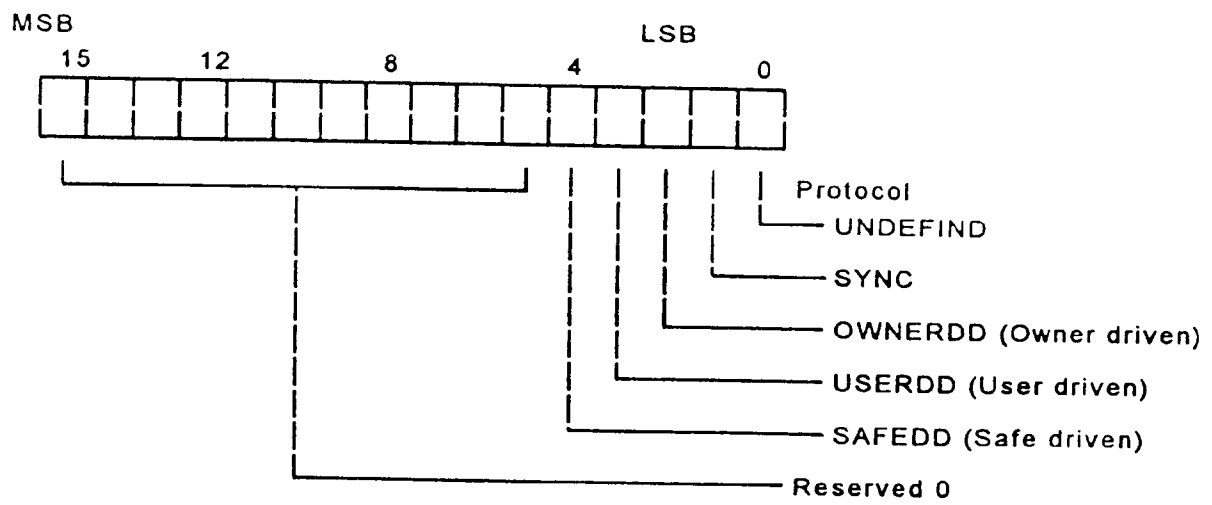 MSB LSB
15 12 8 4 0
Protocol
UNDEFIND
SYNC
OWNERDD (Owner driven)
USERDD (User driven)
SAFEDD (Safe driven)
Reserved 0